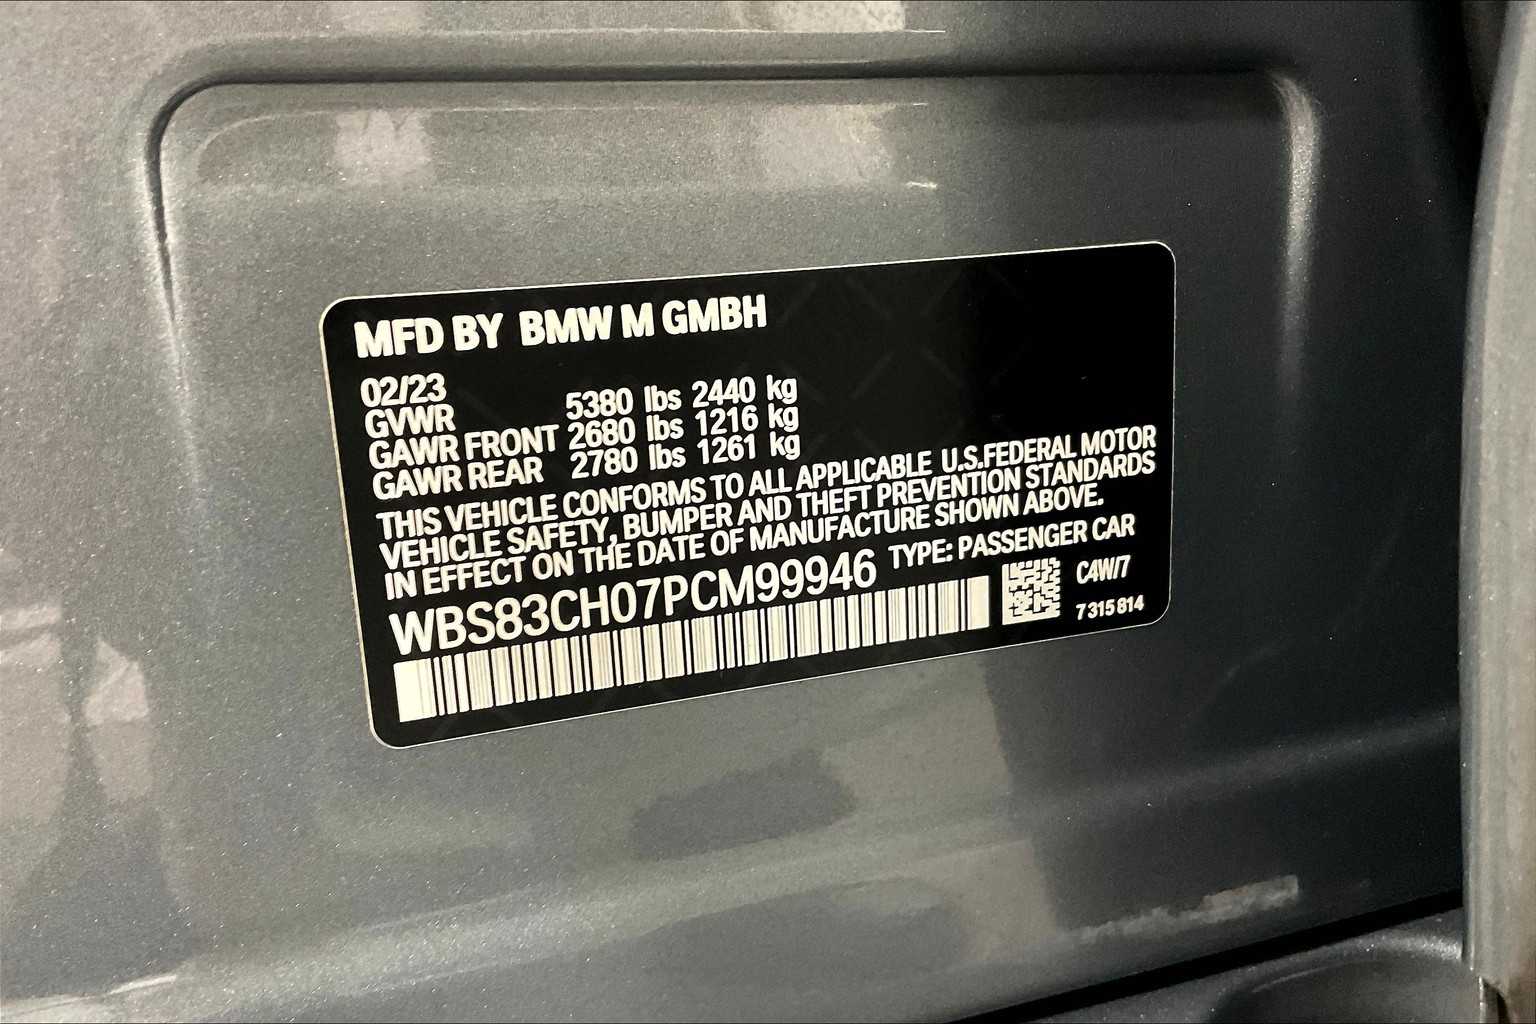 MFD BY BMW M GMBH
02/23
GVWR 5380 lbs 2440 kg
GAWR FRONT 2680 lbs 1216 kg
GAWR REAR 2780 lbs 1261 kg
THIS VEHICLE CONFORMS TO ALL APPLICABLE U.S.FEDERAL MOTOR
VEHICLE SAFETY, BUMPER AND THEFT PREVENTION STANDARDS
IN EFFECT ON THE DATE OF MANUFACTURE SHOWN ABOVE.
WBS83CH07PCM99946 TYPE: PASSENGER CAR
C4W/7
7 315 814